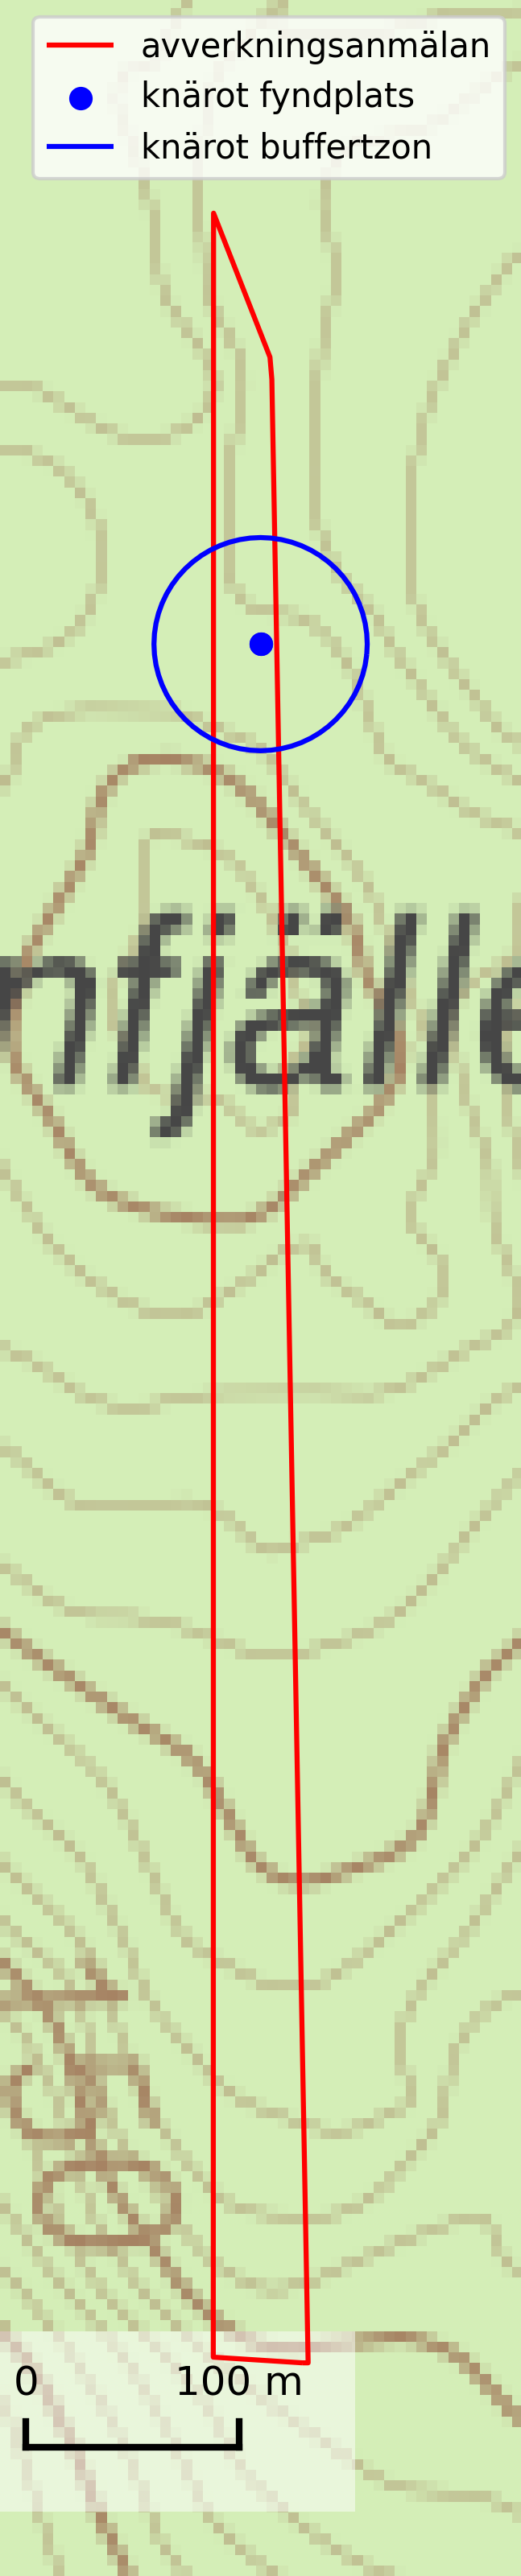 avverkningsanmälan
knärot fyndplats
knärot buffertzon
nfjälle
0 100 m